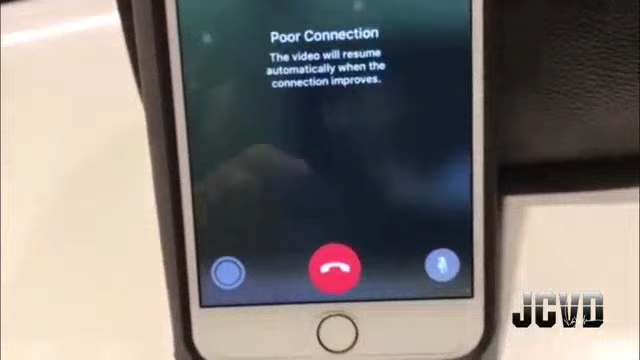 Poor Connection
The video will resume
automatically when the
connection improves.
JCVD